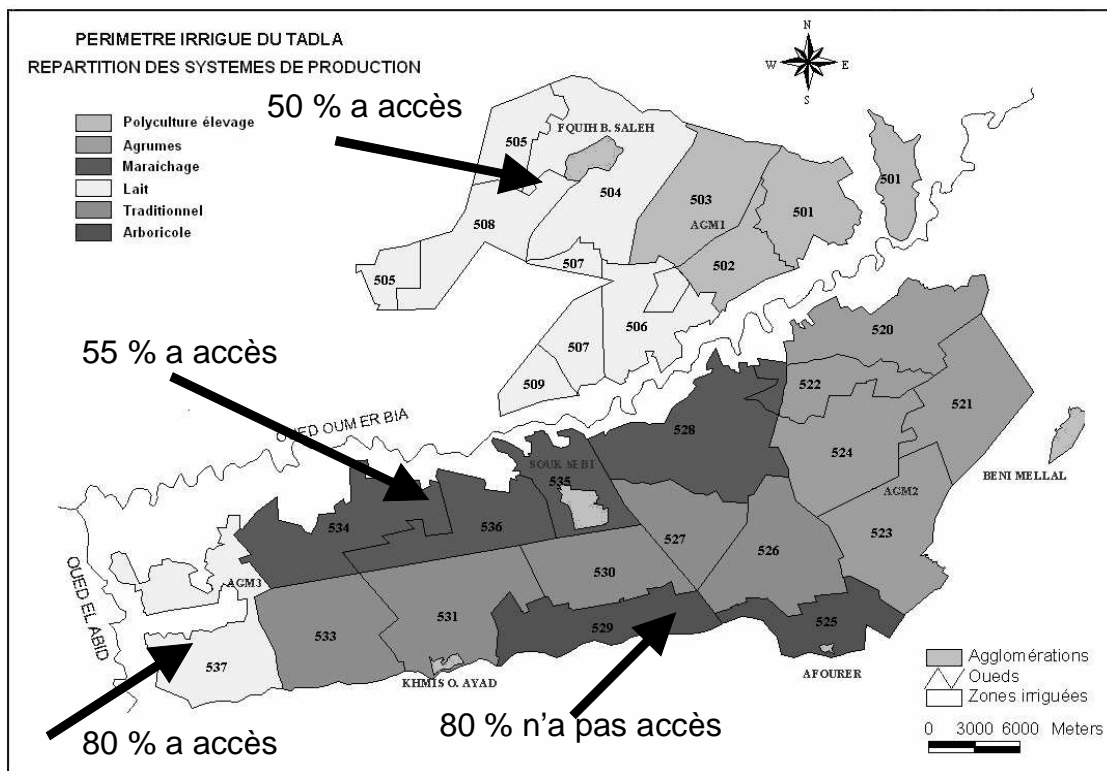 PERIMETRE IRRIGUE DU TADLA
REPARTITION DES SYSTEMES DE PRODUCTION
Polyculture élevage
Agrumes
Maraîchage
Lait
Traditionnel
Arboricole
N
W E
S
50 % a accès
FQUIH B. SALEH
505
504
503
501
501
AGM1
508
502
507
505
506
507
509
55 % a accès
520
522
521
528
524
OUED OUM ER BIA
SOUK SEBT
535
BENI MELLAL
AGM2
534
536
527
526
523
OUED EL ABID
AGM3
530
531
533
529
525
537
KHMIS O. AYAD
AFOURER
80 % a accès
80 % n'a pas accès
Agglomérations
Oueds
Zones irriguées
0 3000 6000 Meters